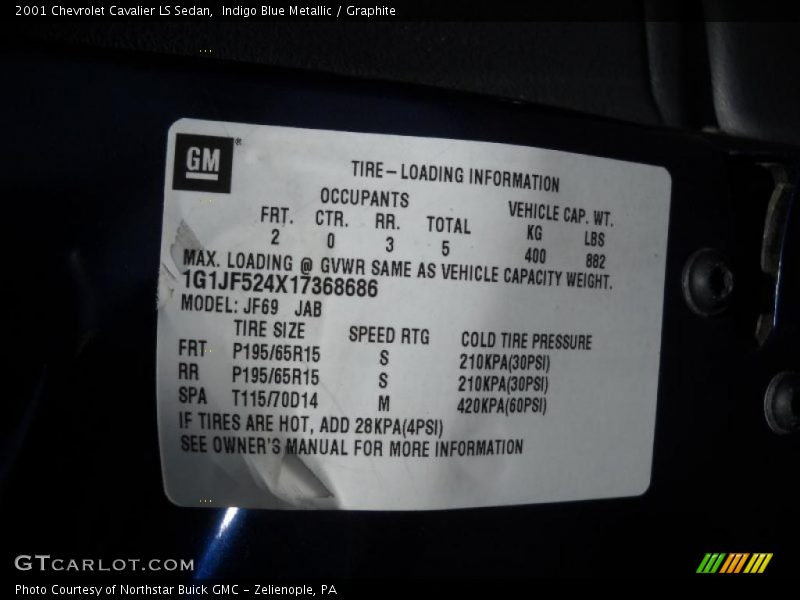 2001 Chevrolet Cavalier LS Sedan,  Indigo Blue Metallic / Graphite
GM®
TIRE-LOADING INFORMATION
OCCUPANTS VEHICLE CAP. WT.
FRT. CTR. RR. TOTAL KG LBS
2 0 3 5 400 882
MAX. LOADING @ GVWR SAME AS VEHICLE CAPACITY WEIGHT.
1G1JF524X17368686
MODEL: JF69 JAB
TIRE SIZE SPEED RTG COLD TIRE PRESSURE
FRT P195/65R15 S 210KPA(30PSI)
RR P195/65R15 S 210KPA(30PSI)
SPA T115/70D14 M 420KPA(60PSI)
IF TIRES ARE HOT, ADD 28KPA(4PSI)
SEE OWNER'S MANUAL FOR MORE INFORMATION
GTCARLOT.COM
Photo Courtesy of Northstar Buick GMC - Zelienople, PA